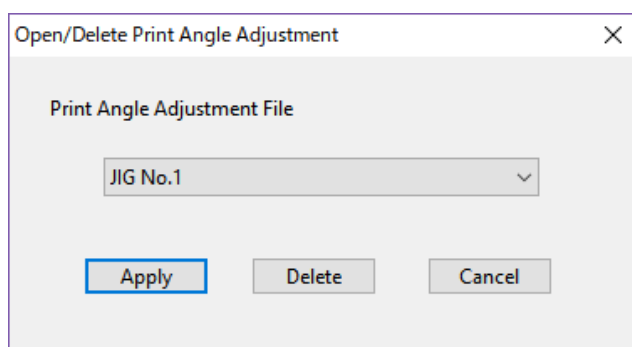 Open/Delete Print Angle Adjustment
Print Angle Adjustment File
JIG No.1
Apply Delete Cancel